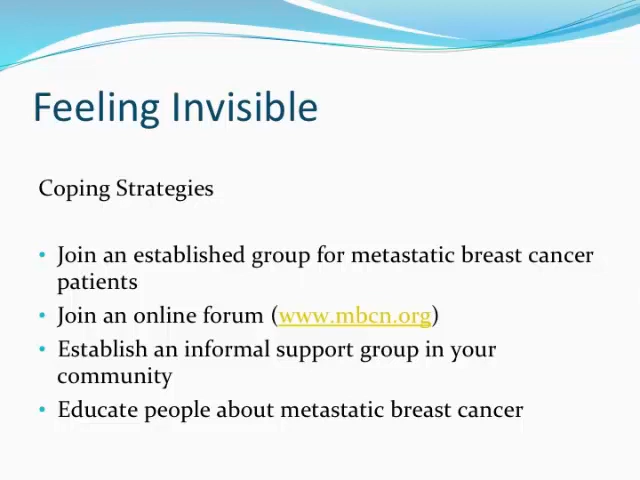 Feeling Invisible
Coping Strategies
• Join an established group for metastatic breast cancer
patients
• Join an online forum (www.mbcn.org)
• Establish an informal support group in your
community
• Educate people about metastatic breast cancer